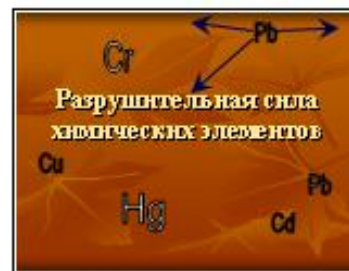 Pb
Cr
Разрушительная сила
химических элементов
Cu
Pb
Hg
Cd